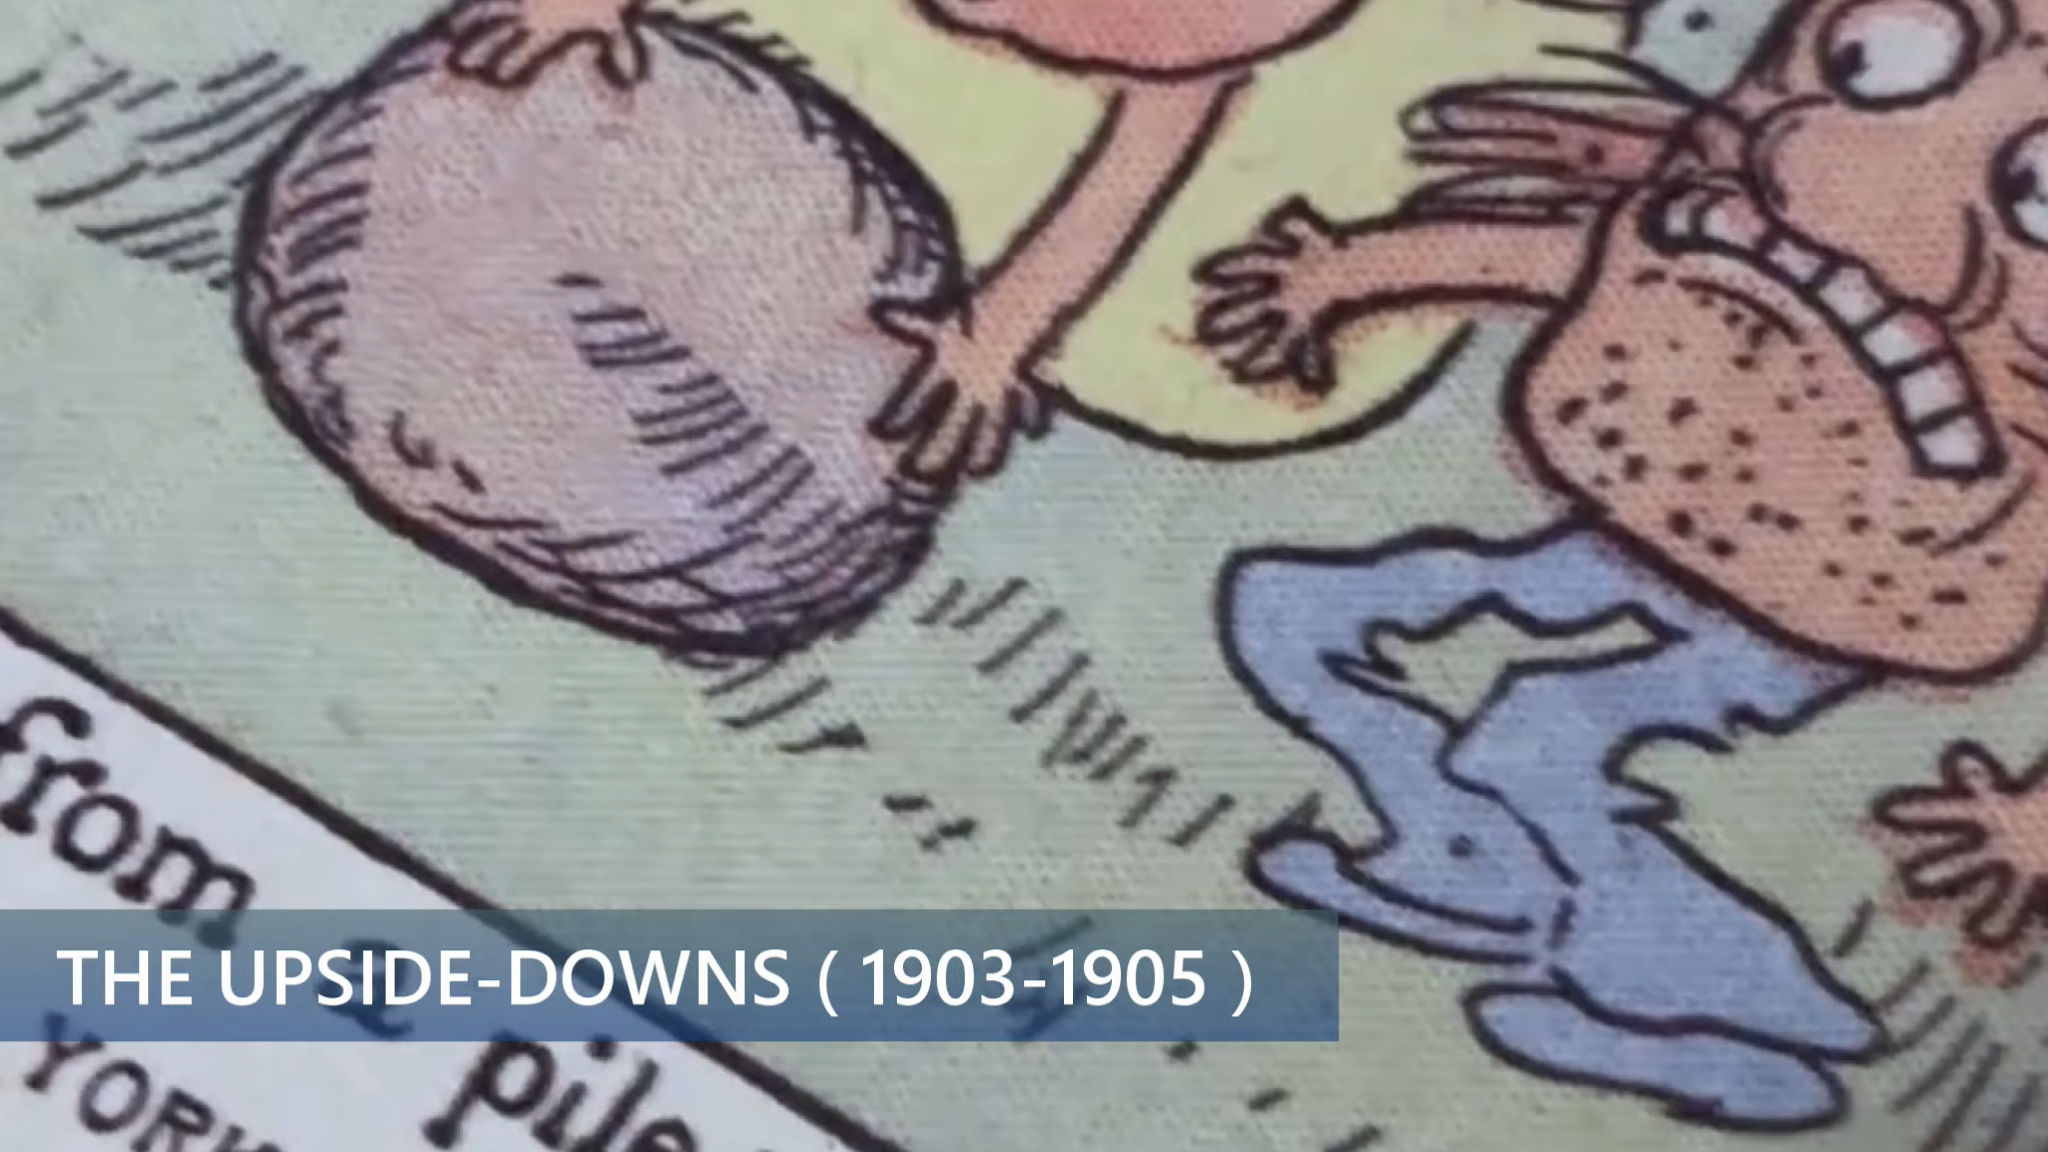 from a pile
YORK
THE UPSIDE-DOWNS ( 1903-1905 )